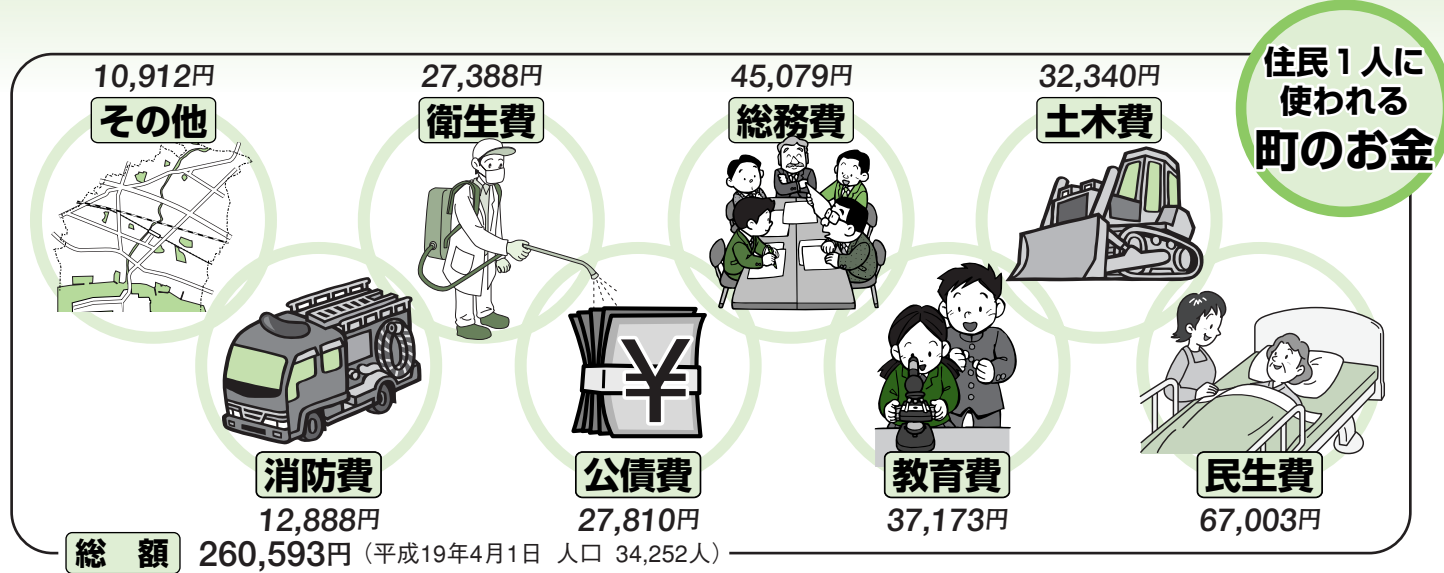 住民１人に
使われる
町のお金
10,912円
その他
27,388円
衛生費
45,079円
総務費
32,340円
土木費
¥
消防費
12,888円
公債費
27,810円
教育費
37,173円
民生費
67,003円
総　額 260,593円（平成19年4月1日 人口 34,252人）